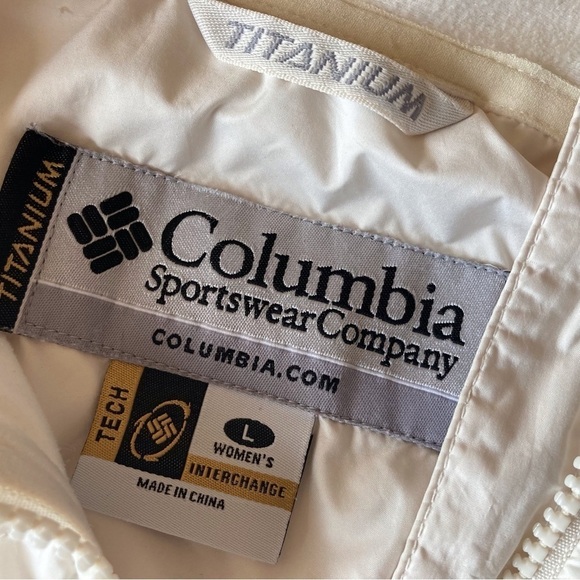 TITANIUM
TITANIUM
Columbia
Sportswear Company
COLUMBIA.COM
TECH
L
WOMEN'S
INTERCHANGE
MADE IN CHINA